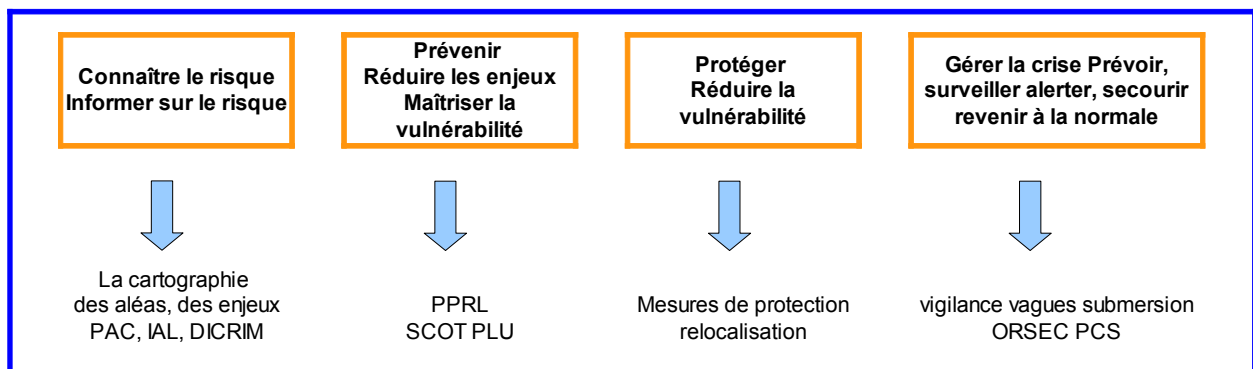 Connaître le risque
Informer sur le risque
Prévenir
Réduire les enjeux
Maîtriser la
vulnérabilité
Protéger
Réduire la
vulnérabilité
Gérer la crise Prévoir,
surveiller alerter, secourir
revenir à la normale
La cartographie
des aléas, des enjeux
PAC, IAL, DICRIM
PPRL
SCOT PLU
Mesures de protection
relocalisation
vigilance vagues submersion
ORSEC PCS